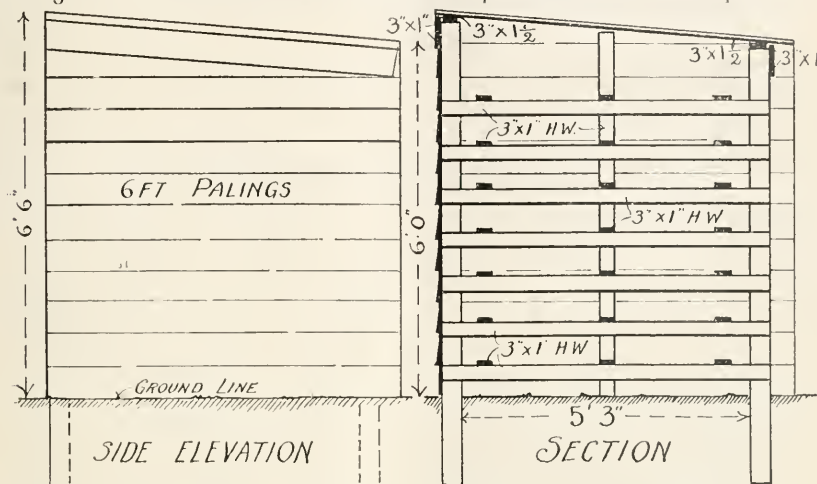 6' 6"
6FT PALINGS
GROUND LINE
SIDE ELEVATION
6' 0"
3"x1"
3"x1½
3"x1½
3"x1
3"x1" HW.
3"x1" HW
3"x1" HW
5' 3"
SECTION